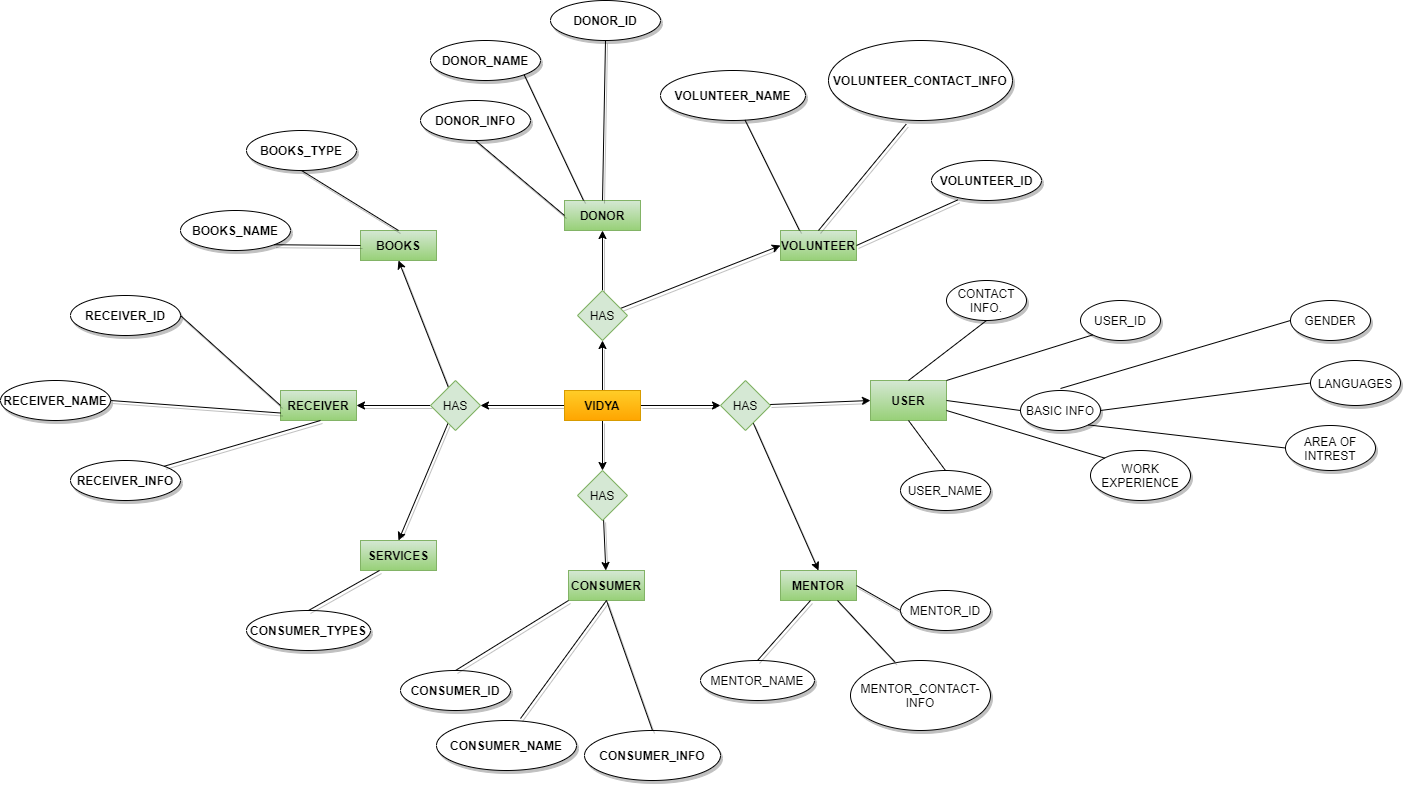 DONOR_ID
DONOR_NAME
VOLUNTEER_CONTACT_INFO
VOLUNTEER_NAME
DONOR_INFO
BOOKS_TYPE
VOLUNTEER_ID
DONOR
BOOKS_NAME
BOOKS
VOLUNTEER
CONTACT
INFO.
RECEIVER_ID
HAS
USER_ID
GENDER
LANGUAGES
RECEIVER_NAME
RECEIVER
HAS
VIDYA
HAS
USER
BASIC INFO
AREA OF
INTREST
RECEIVER_INFO
HAS
USER_NAME
WORK
EXPERIENCE
SERVICES
CONSUMER
MENTOR
MENTOR_ID
CONSUMER_TYPES
CONSUMER_ID
MENTOR_NAME
MENTOR_CONTACT-
INFO
CONSUMER_NAME
CONSUMER_INFO